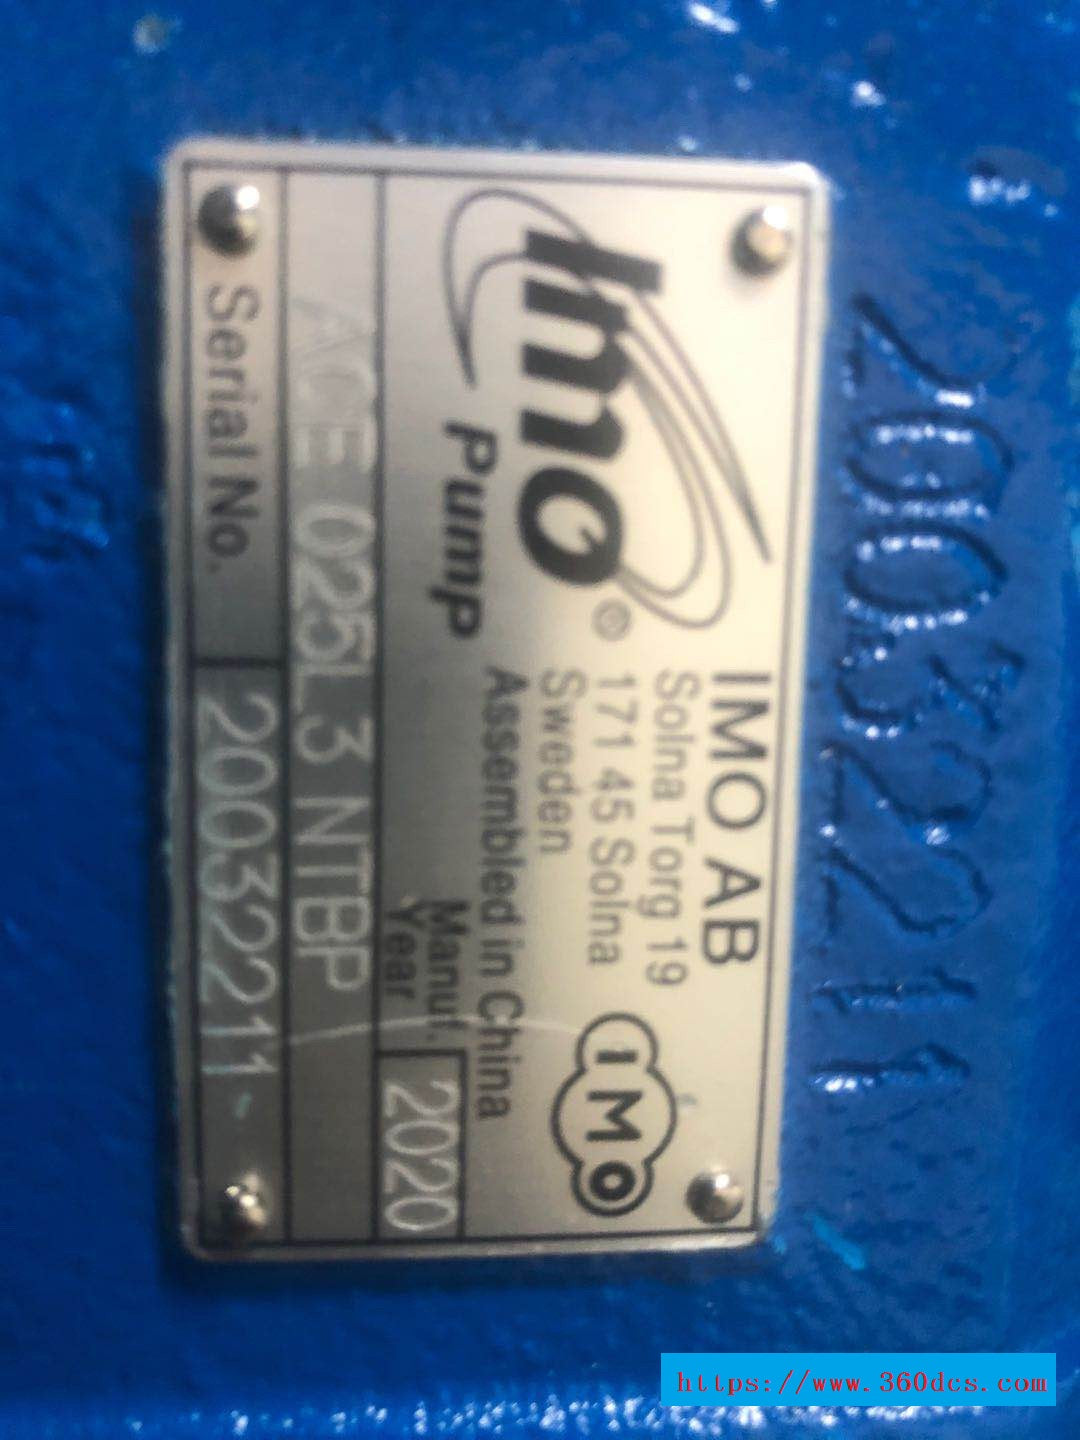 20032211
Imo®
Pump
IMO AB
Solna Torg 19
171 45 Solna
Sweden
Assembled in China
IMO
Manuf.
Year
2020
ACE 025L3 NTBP
Serial No.
20032211-
https://www.360dcs.com